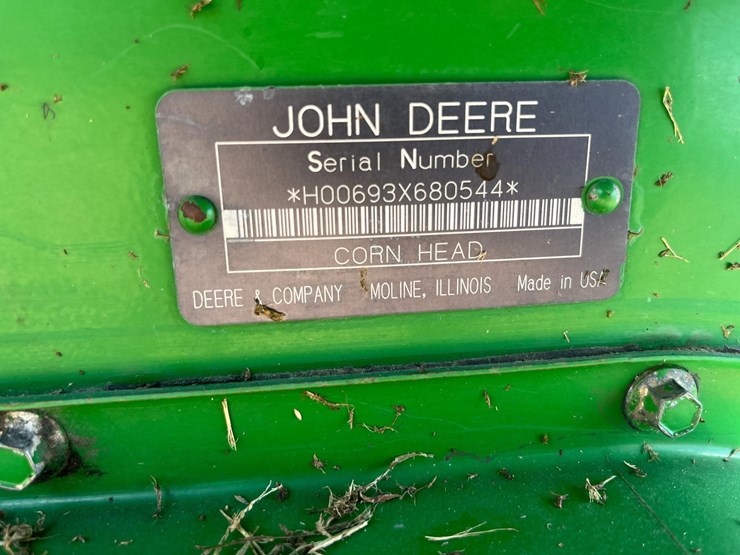 JOHN DEERE
Serial Number
*H00693X680544*
CORN HEAD
DEERE & COMPANY MOLINE, ILLINOIS Made in USA